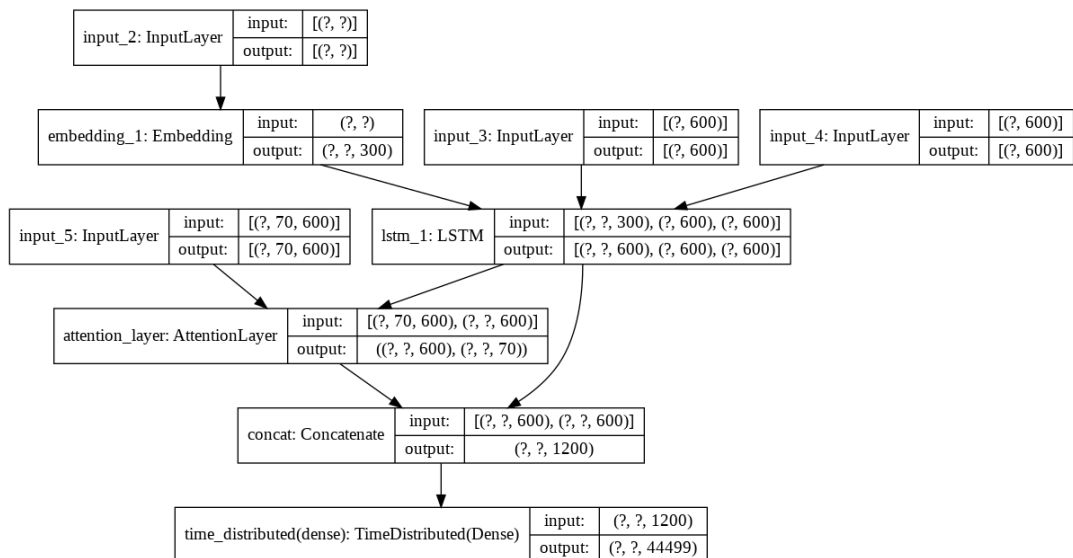 input_2: InputLayer
input: [(?, ?)]
output: [(?, ?)]
embedding_1: Embedding
input: (?, ?)
output: (?, ?, 300)
input_3: InputLayer
input: [(?, 600)]
output: [(?, 600)]
input_4: InputLayer
input: [(?, 600)]
output: [(?, 600)]
input_5: InputLayer
input: [(?, 70, 600)]
output: [(?, 70, 600)]
lstm_1: LSTM
input: [(?, ?, 300), (?, 600), (?, 600)]
output: [(?, ?, 600), (?, 600), (?, 600)]
attention_layer: AttentionLayer
input: [(?, 70, 600), (?, ?, 600)]
output: ((?, ?, 600), (?, ?, 70))
concat: Concatenate
input: [(?, ?, 600), (?, ?, 600)]
output: (?, ?, 1200)
time_distributed(dense): TimeDistributed(Dense)
input: (?, ?, 1200)
output: (?, ?, 44499)